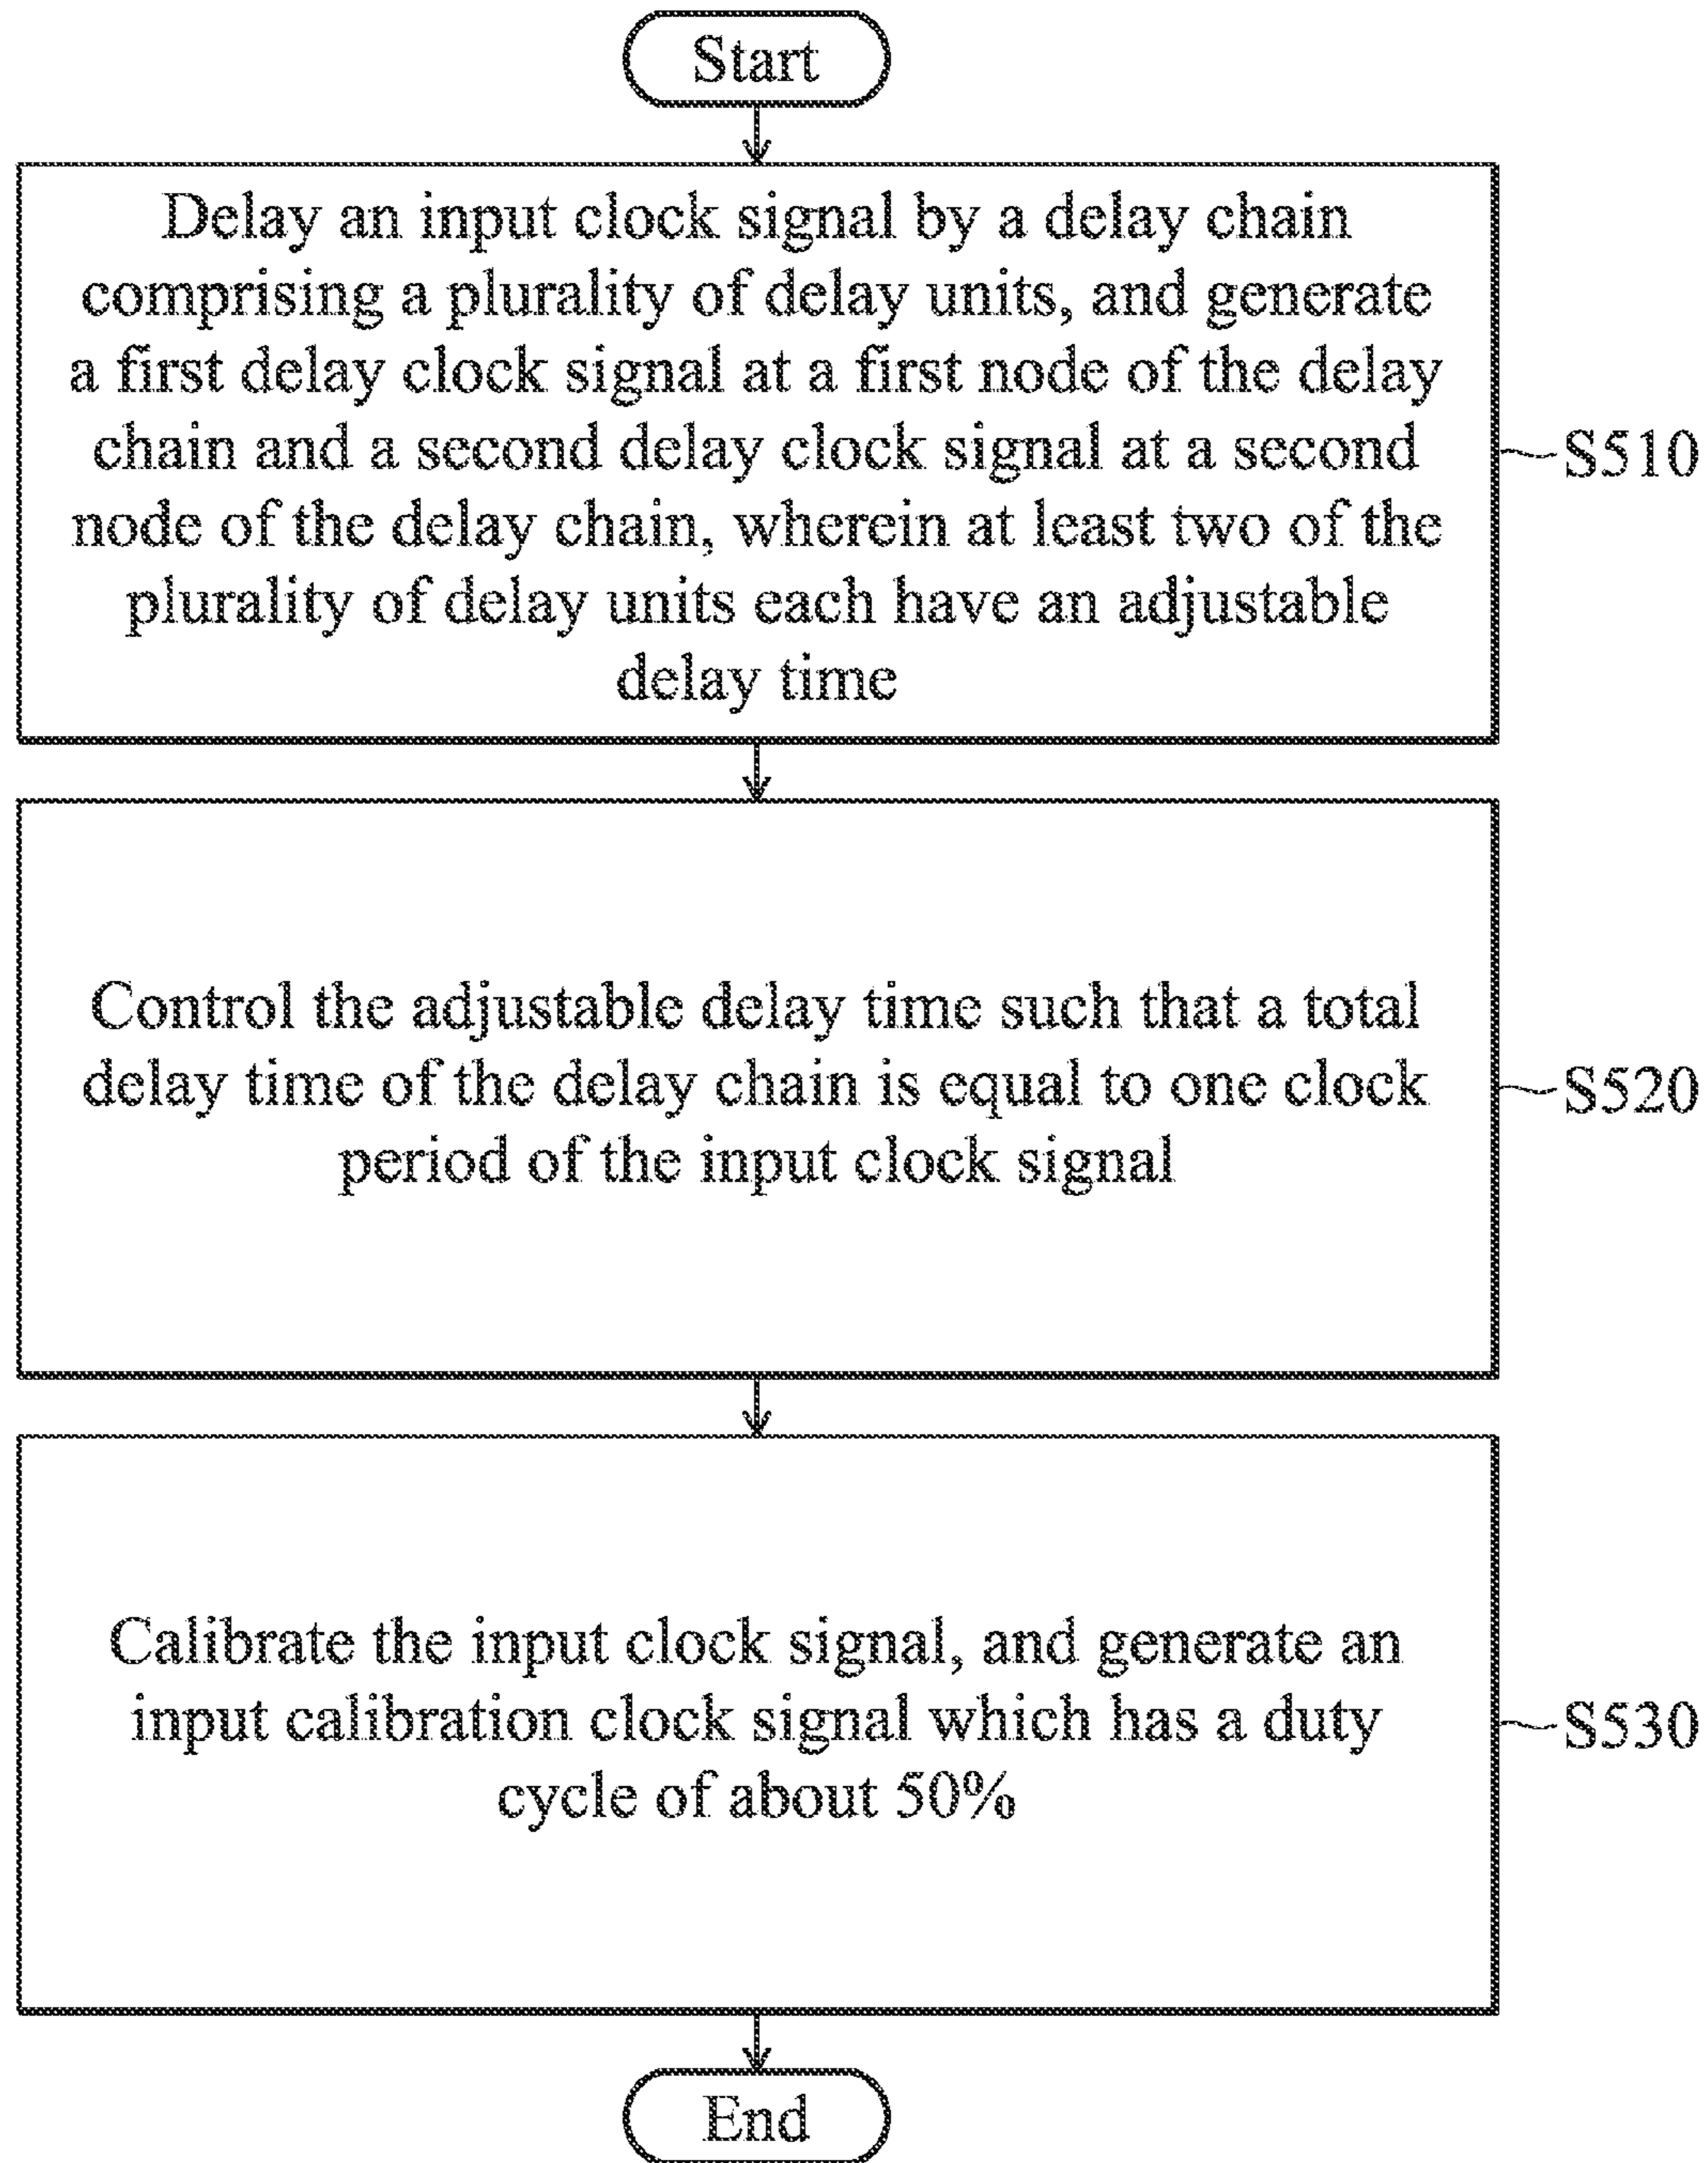 Start
Delay an input clock signal by a delay chain
comprising a plurality of delay units, and generate
a first delay clock signal at a first node of the delay
chain and a second delay clock signal at a second
node of the delay chain, wherein at least two of the
plurality of delay units each have an adjustable
delay time
S510
Control the adjustable delay time such that a total
delay time of the delay chain is equal to one clock
period of the input clock signal
S520
Calibrate the input clock signal, and generate an
input calibration clock signal which has a duty
cycle of about 50%
S530
End